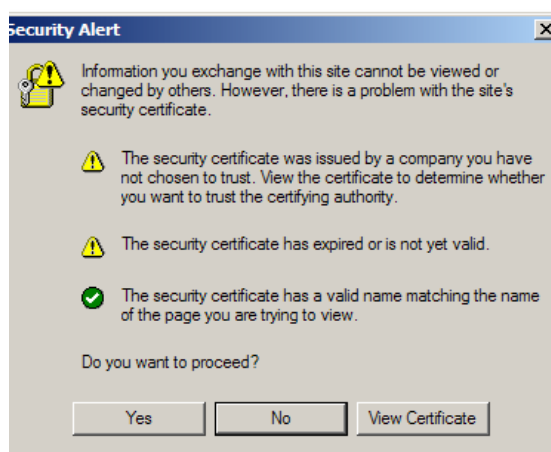 Security Alert
Information you exchange with this site cannot be viewed or
changed by others. However, there is a problem with the site's
security certificate.
The security certificate was issued by a company you have
not chosen to trust. View the certificate to determine whether
you want to trust the certifying authority.
The security certificate has expired or is not yet valid.
The security certificate has a valid name matching the name
of the page you are trying to view.
Do you want to proceed?
Yes No View Certificate